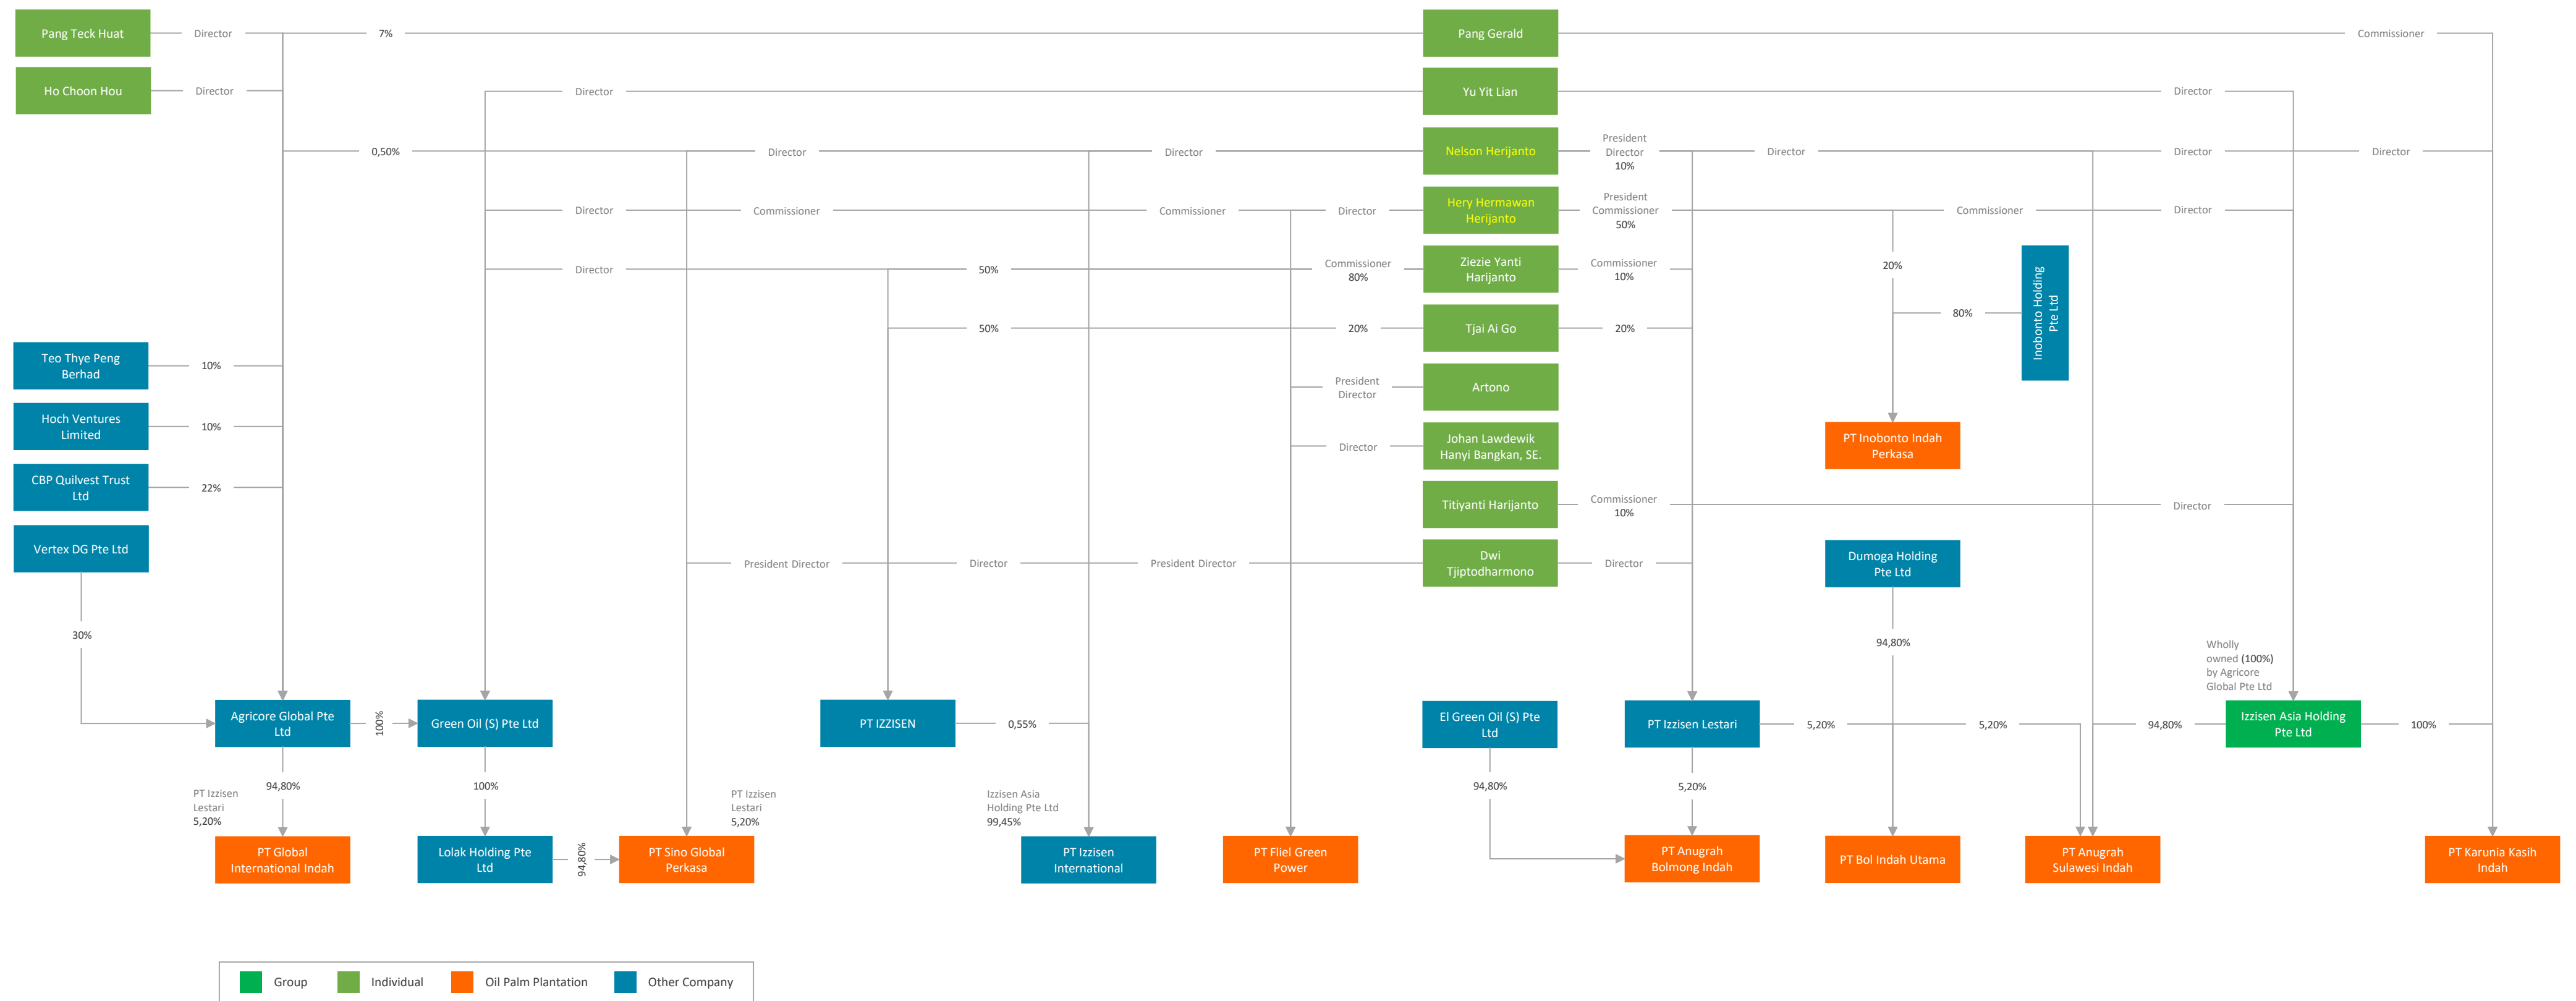 Pang Teck Huat
Director
7%
Pang Gerald
Commissioner
Ho Choon Hou
Director
Director
Yu Yit Lian
Director
0,50%
Director
Director
Nelson Herijanto
President
Director
10%
Director
Director
Director
Director
Commissioner
Commissioner
Director
Hery Hermawan
Herijanto
President
Commissioner
50%
Commissioner
Director
Director
50%
Commissioner
80%
Ziezie Yanti
Harijanto
Commissioner
10%
20%
Inobonto Holding
Pte Ltd
80%
50%
20%
Tjai Ai Go
20%
Teo Thye Peng
Berhad
10%
President
Director
Artono
Hoch Ventures
Limited
10%
Director
Johan Lawdewik
Hanyi Bangkan, SE.
PT Inobonto Indah
Perkasa
CBP Quilvest Trust
Ltd
22%
Titiyanti Harijanto
Commissioner
10%
Director
Vertex DG Pte Ltd
President Director
Director
President Director
Dwi
Tjiptodharmono
Director
Dumoga Holding
Pte Ltd
30%
94,80%
Wholly
owned (100%)
by Agricore
Global Pte Ltd
Agricore Global Pte
Ltd
100%
Green Oil (S) Pte Ltd
PT IZZISEN
0,55%
El Green Oil (S) Pte
Ltd
PT Izzisen Lestari
5,20%
5,20%
94,80%
Izzisen Asia Holding
Pte Ltd
100%
PT Izzisen
Lestari
5,20%
94,80%
100%
PT Izzisen
Lestari
5,20%
Izzisen Asia
Holding Pte Ltd
99,45%
94,80%
5,20%
PT Global
International Indah
Lolak Holding Pte
Ltd
94,80%
PT Sino Global
Perkasa
PT Izzisen
International
PT Fliel Green
Power
PT Anugrah
Bolmong Indah
PT Bol Indah Utama
PT Anugrah
Sulawesi Indah
PT Karunia Kasih
Indah
Group
Individual
Oil Palm Plantation
Other Company